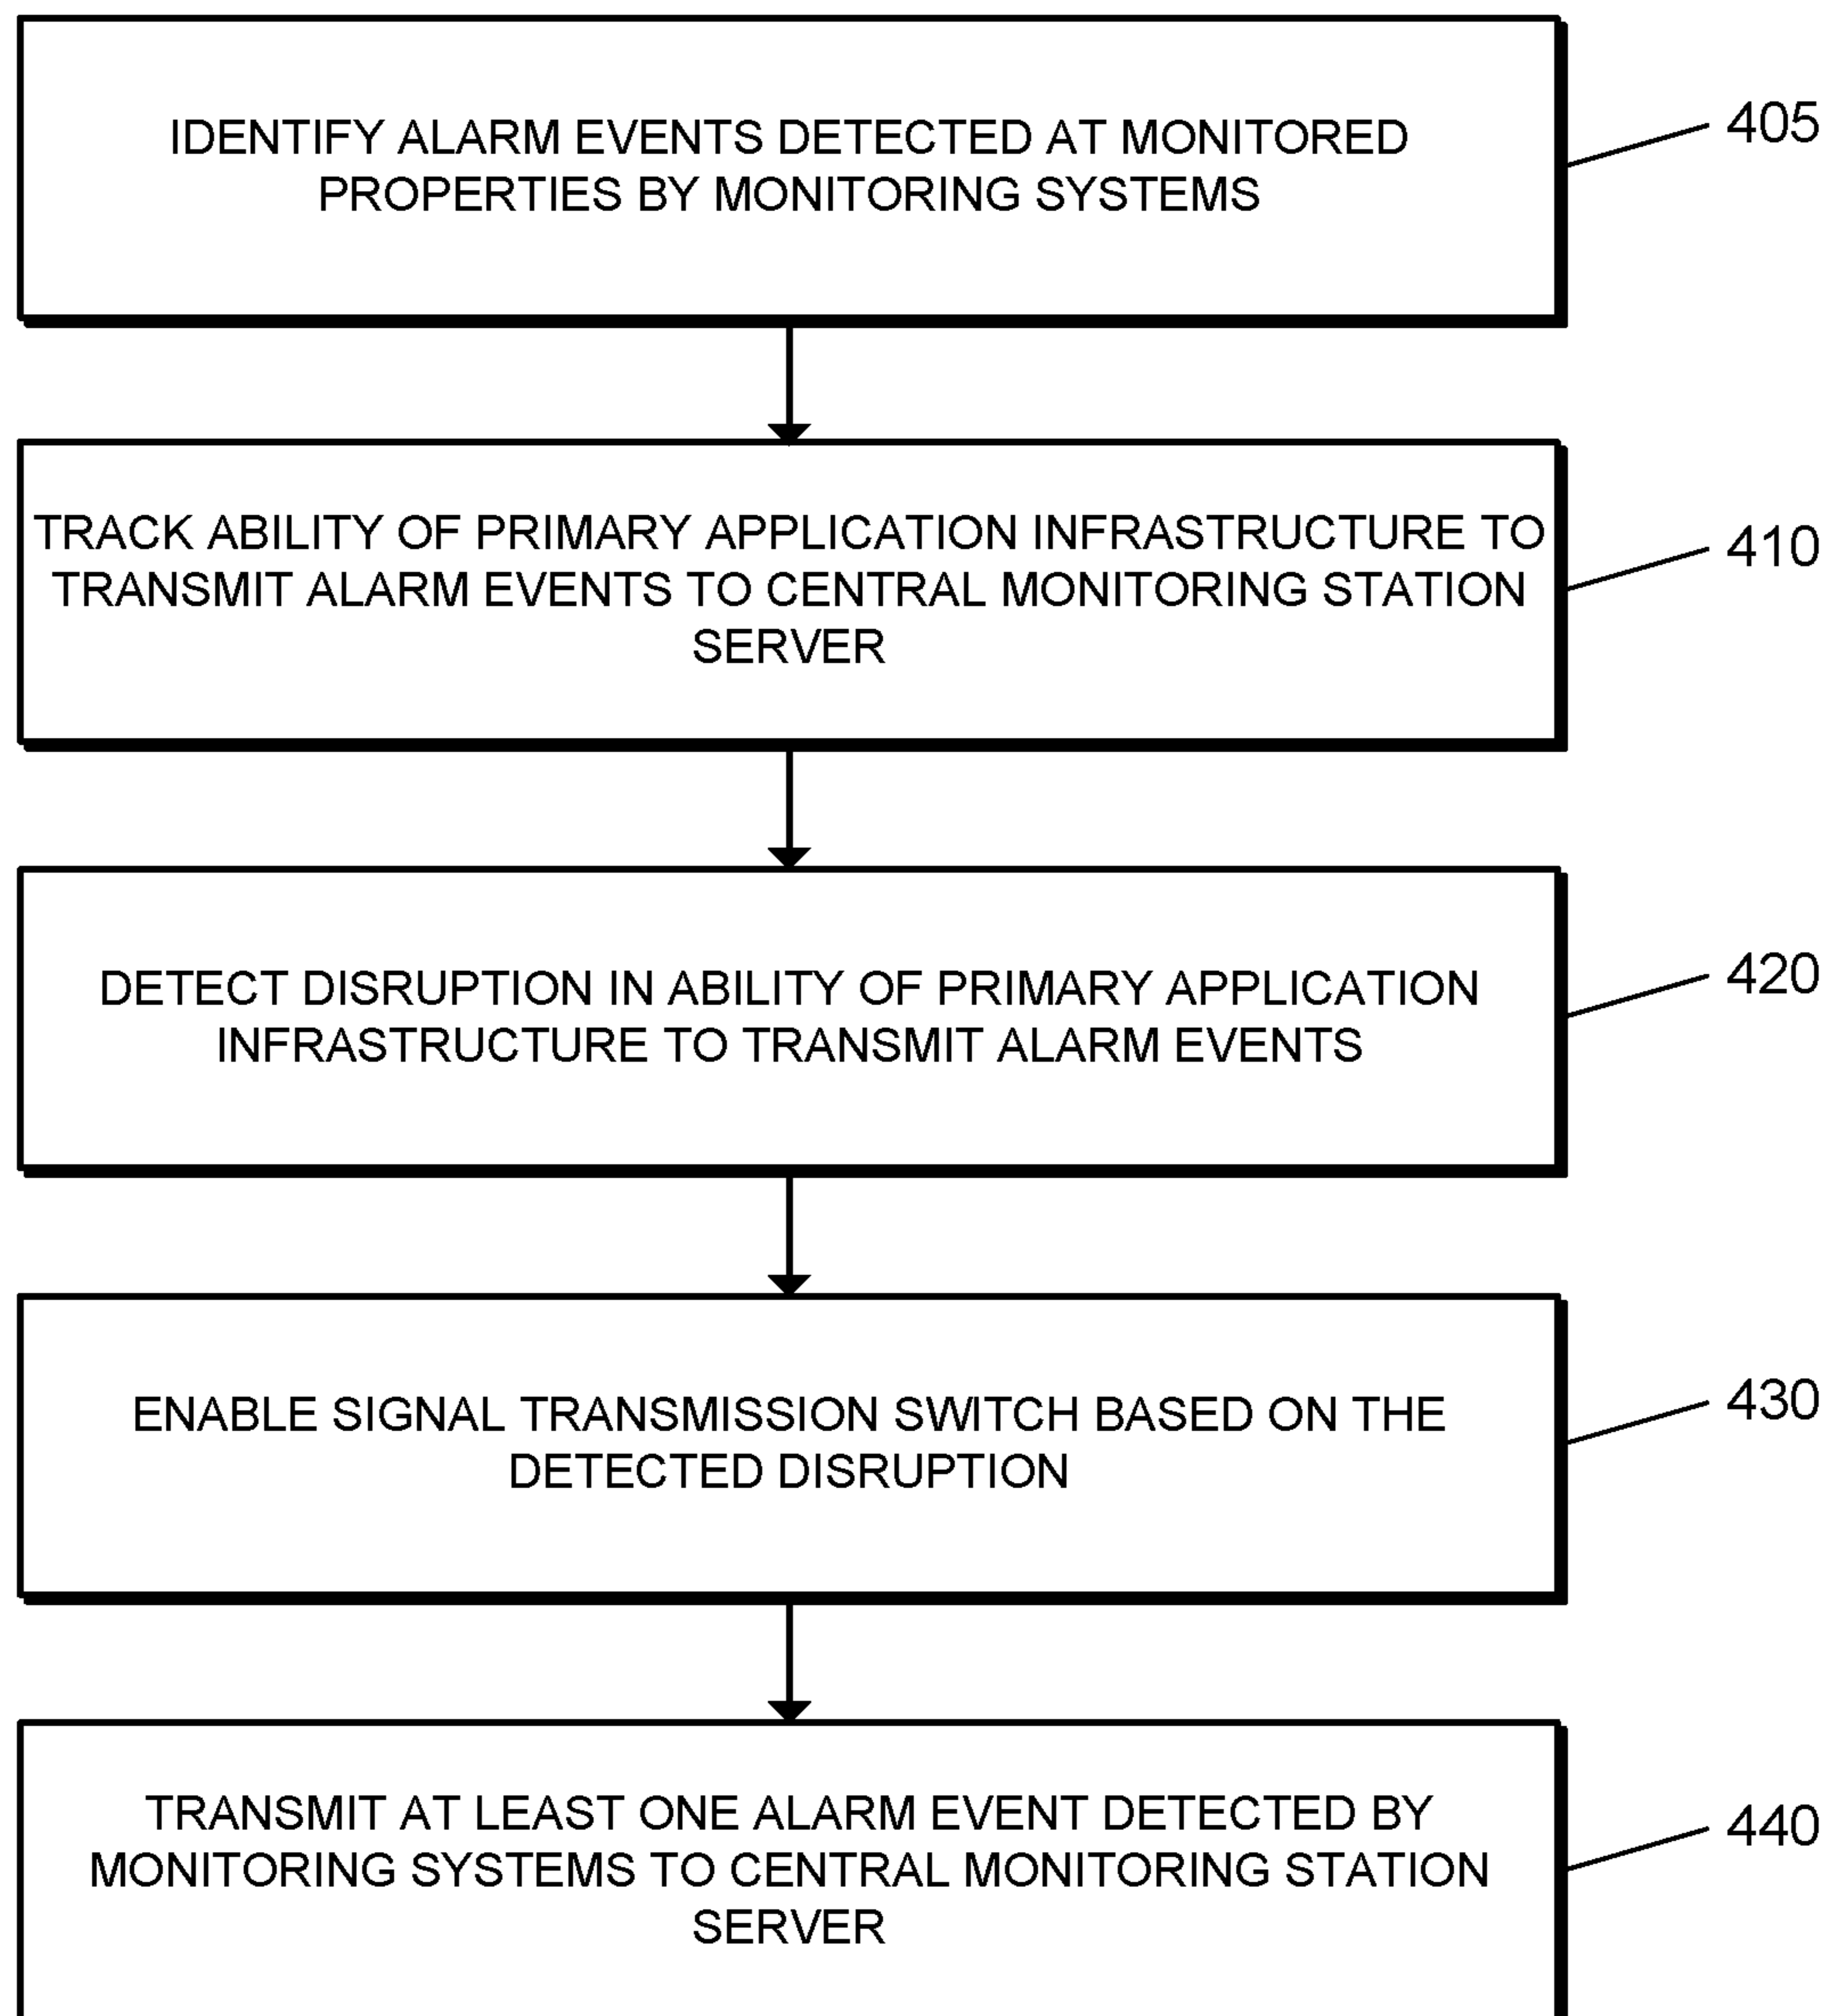 IDENTIFY ALARM EVENTS DETECTED AT MONITORED
PROPERTIES BY MONITORING SYSTEMS
405
TRACK ABILITY OF PRIMARY APPLICATION INFRASTRUCTURE TO
TRANSMIT ALARM EVENTS TO CENTRAL MONITORING STATION
SERVER
410
DETECT DISRUPTION IN ABILITY OF PRIMARY APPLICATION
INFRASTRUCTURE TO TRANSMIT ALARM EVENTS
420
ENABLE SIGNAL TRANSMISSION SWITCH BASED ON THE
DETECTED DISRUPTION
430
TRANSMIT AT LEAST ONE ALARM EVENT DETECTED BY
MONITORING SYSTEMS TO CENTRAL MONITORING STATION
SERVER
440